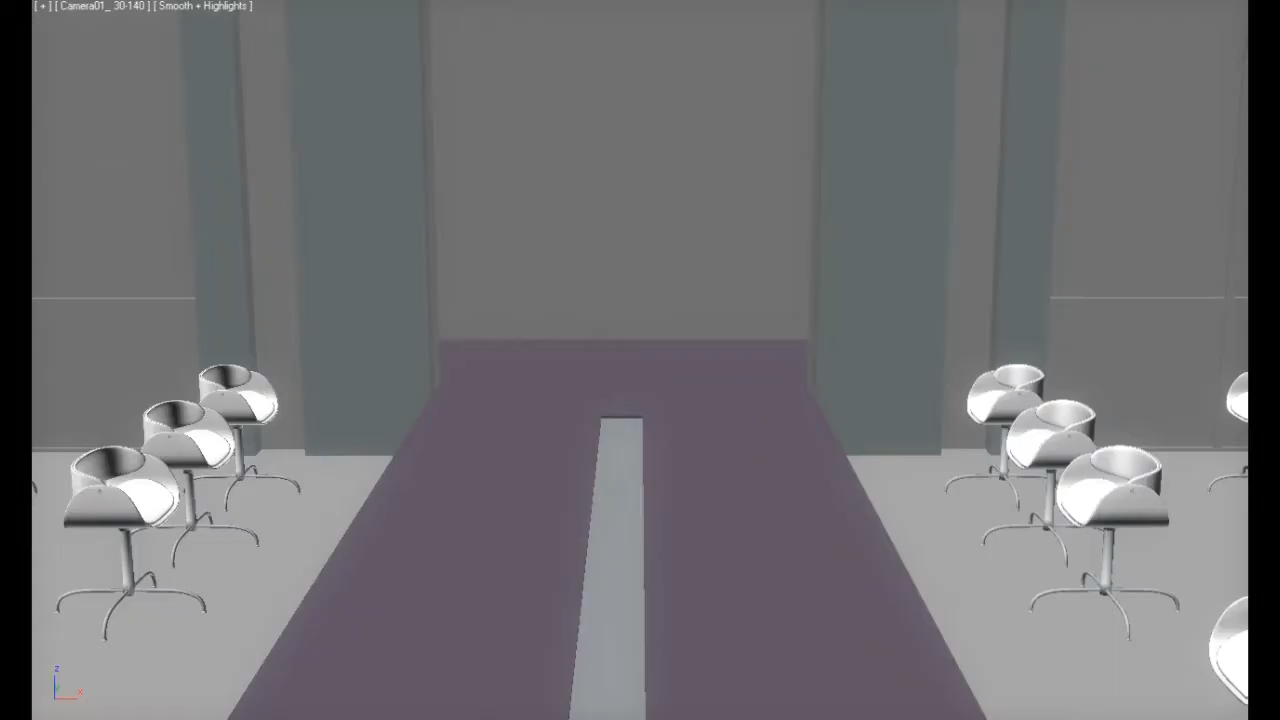 [ + ] [ Camera01_ 30-140 ] [ Smooth + Highlights ]
z
x